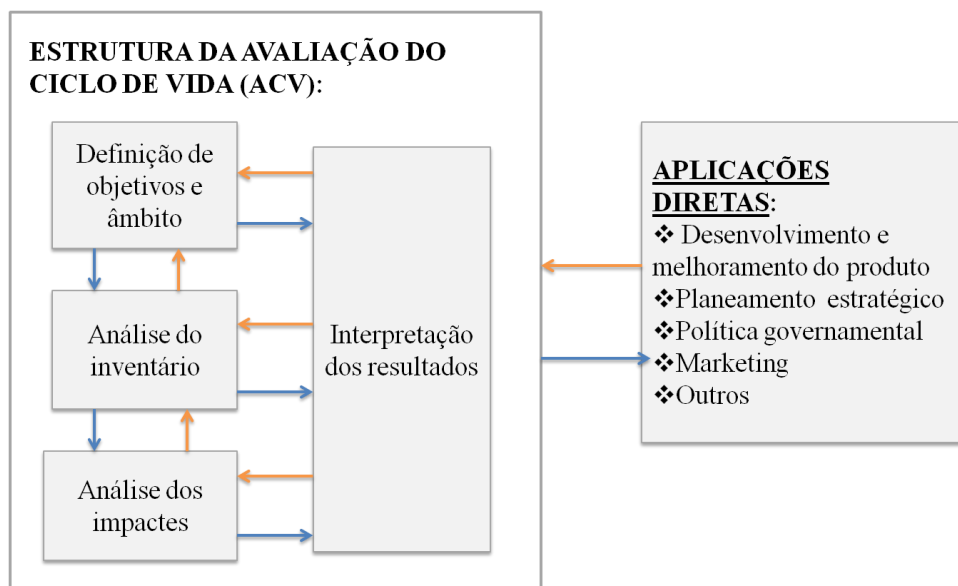 ESTRUTURA DA AVALIAÇÃO DO
CICLO DE VIDA (ACV):
Definição de
objetivos e
âmbito
Análise do
inventário
Análise dos
impactes
Interpretação
dos resultados
APLICAÇÕES
DIRETAS:
❖ Desenvolvimento e
melhoramento do produto
❖Planeamento estratégico
❖Política governamental
❖Marketing
❖Outros